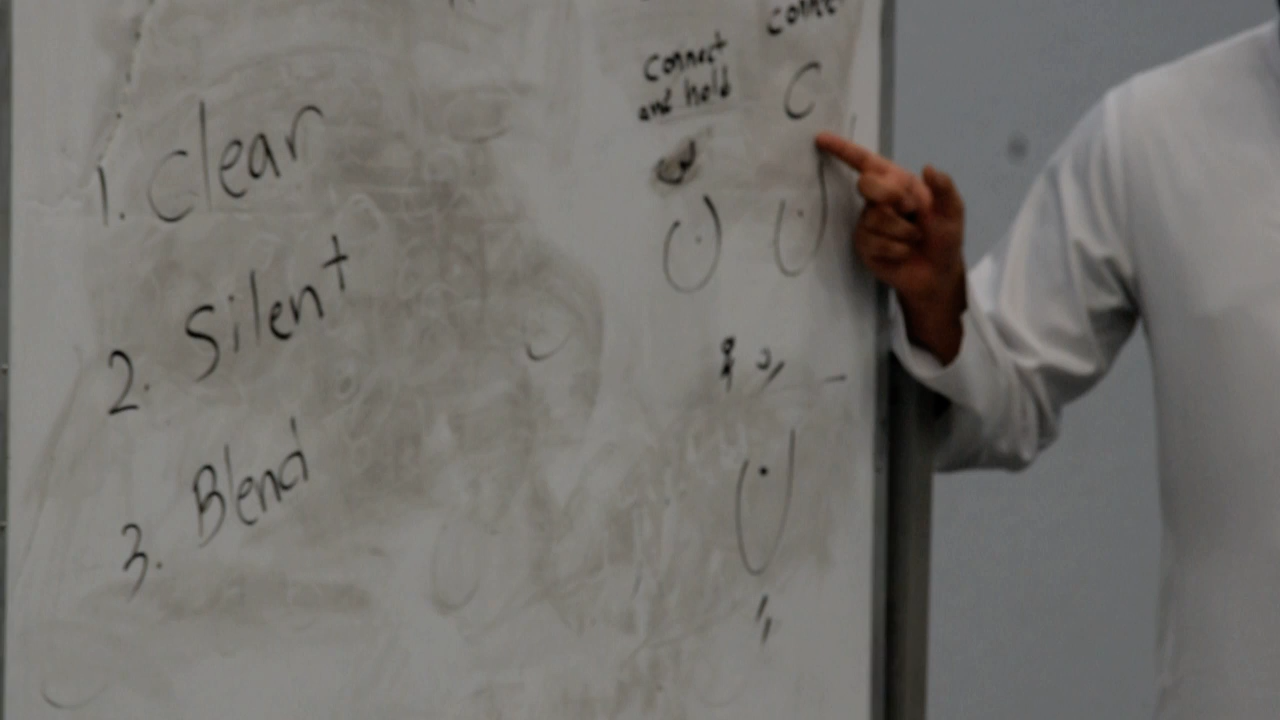 connect
and hold
1. Clear
2. Silent
3. Blend
ن
ن
ن